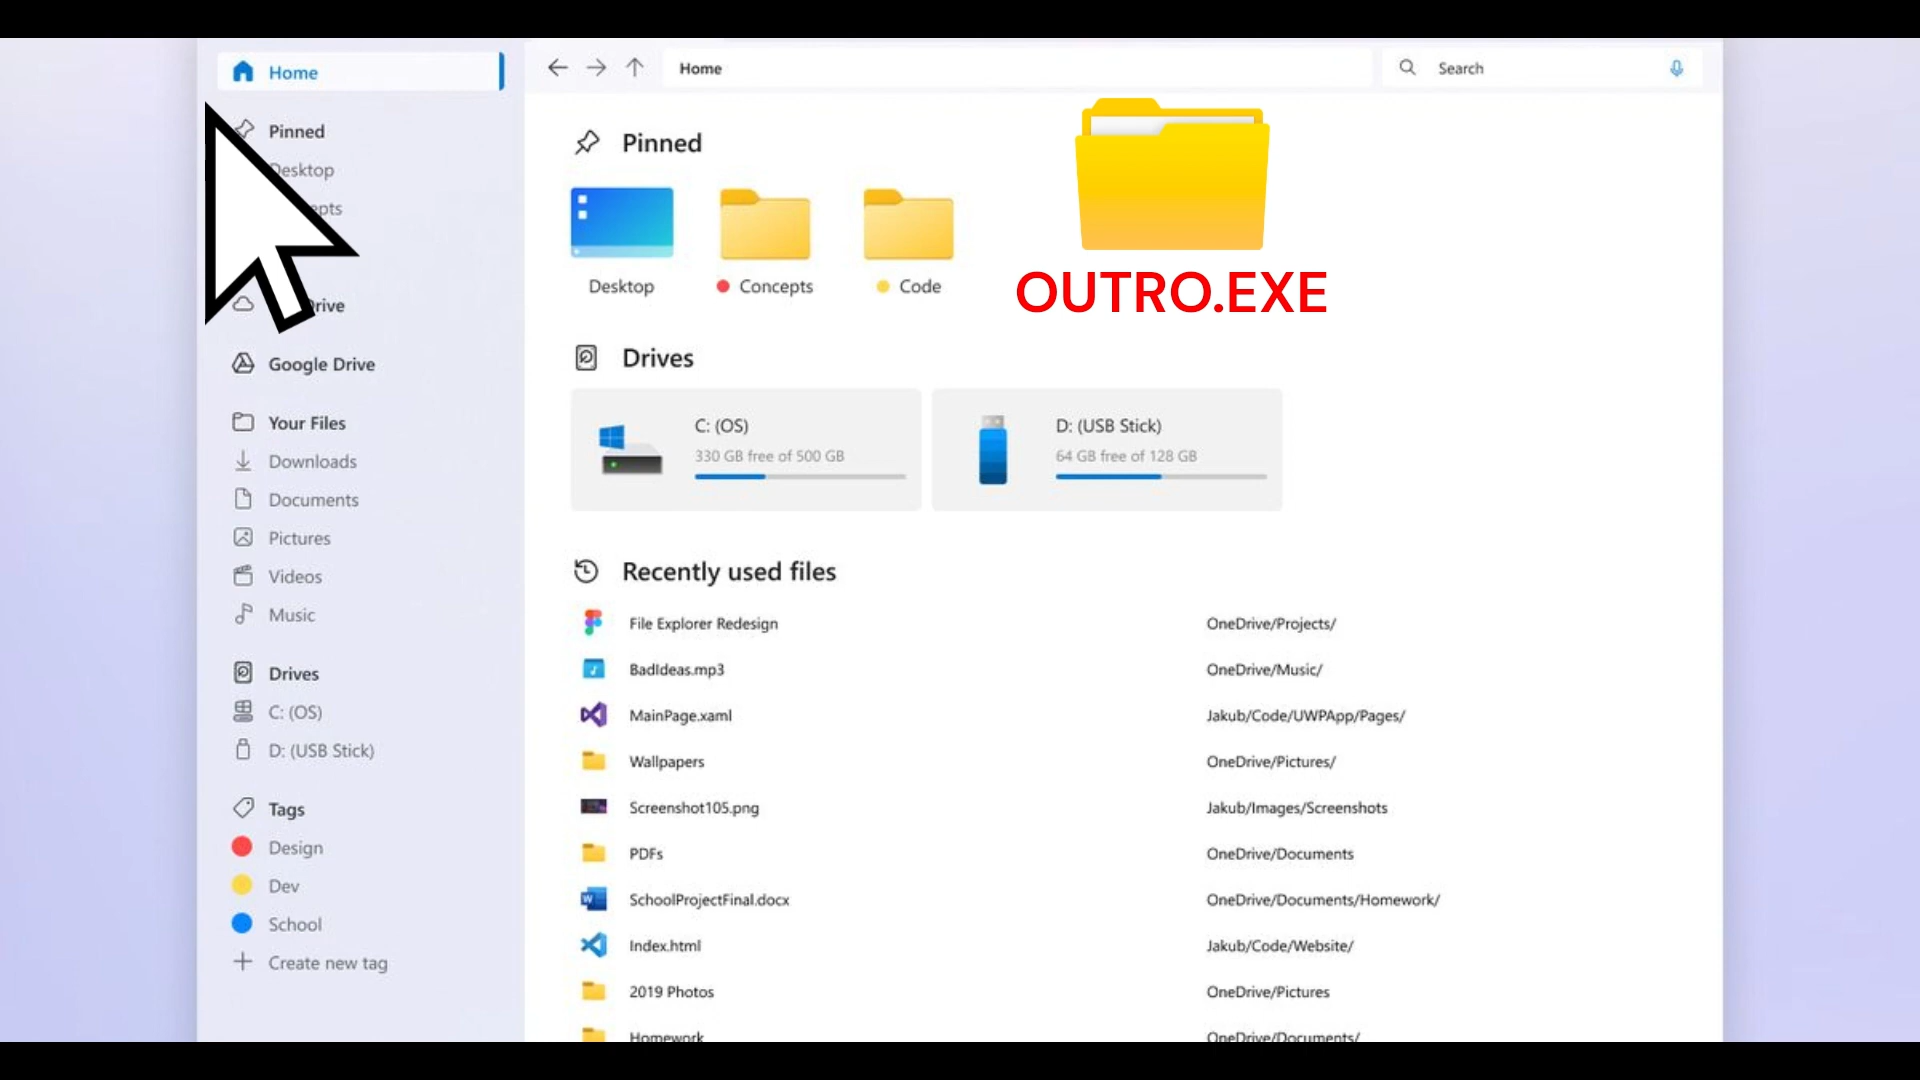 Home
Pinned
Desktop
Google Drive
Your Files
Downloads
Documents
Pictures
Videos
Music
Drives
C: (OS)
D: (USB Stick)
Tags
Design
Dev
School
Create new tag
Home
Search
Pinned
Desktop
Concepts
Code
OUTRO.EXE
Drives
C: (OS)
330 GB free of 500 GB
D: (USB Stick)
64 GB free of 128 GB
Recently used files
File Explorer Redesign OneDrive/Projects/
BadIdeas.mp3 OneDrive/Music/
MainPage.xaml Jakub/Code/UWPApp/Pages/
Wallpapers OneDrive/Pictures/
Screenshot105.png Jakub/Images/Screenshots
PDFs OneDrive/Documents
SchoolProjectFinal.docx OneDrive/Documents/Homework/
Index.html Jakub/Code/Website/
2019 Photos OneDrive/Pictures
Homework OneDrive/Documents/